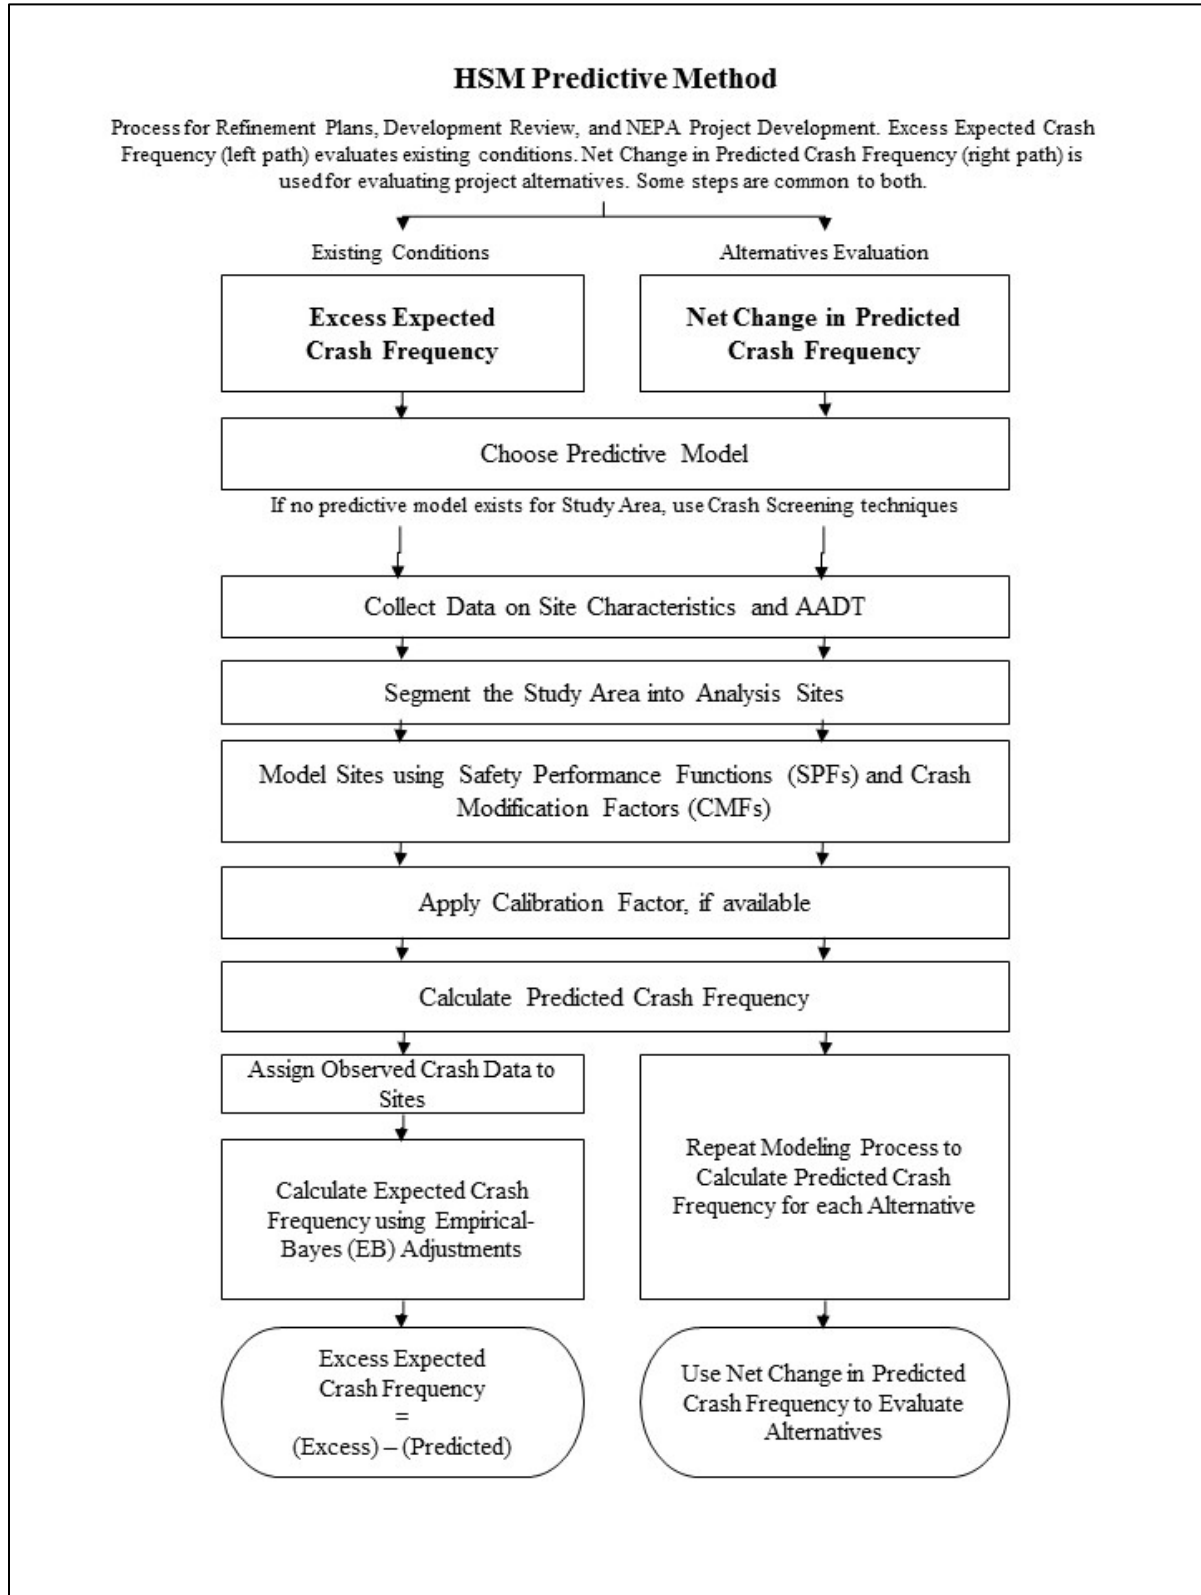 HSM Predictive Method
Process for Refinement Plans, Development Review, and NEPA Project Development. Excess Expected Crash
Frequency (left path) evaluates existing conditions. Net Change in Predicted Crash Frequency (right path) is
used for evaluating project alternatives. Some steps are common to both.
Existing Conditions
Alternatives Evaluation
Excess Expected
Crash Frequency
Net Change in Predicted
Crash Frequency
Choose Predictive Model
If no predictive model exists for Study Area, use Crash Screening techniques
Collect Data on Site Characteristics and AADT
Segment the Study Area into Analysis Sites
Model Sites using Safety Performance Functions (SPFs) and Crash
Modification Factors (CMFs)
Apply Calibration Factor, if available
Calculate Predicted Crash Frequency
Assign Observed Crash Data to
Sites
Calculate Expected Crash
Frequency using Empirical-
Bayes (EB) Adjustments
Repeat Modeling Process to
Calculate Predicted Crash
Frequency for each Alternative
Excess Expected
Crash Frequency
=
(Excess) – (Predicted)
Use Net Change in Predicted
Crash Frequency to Evaluate
Alternatives